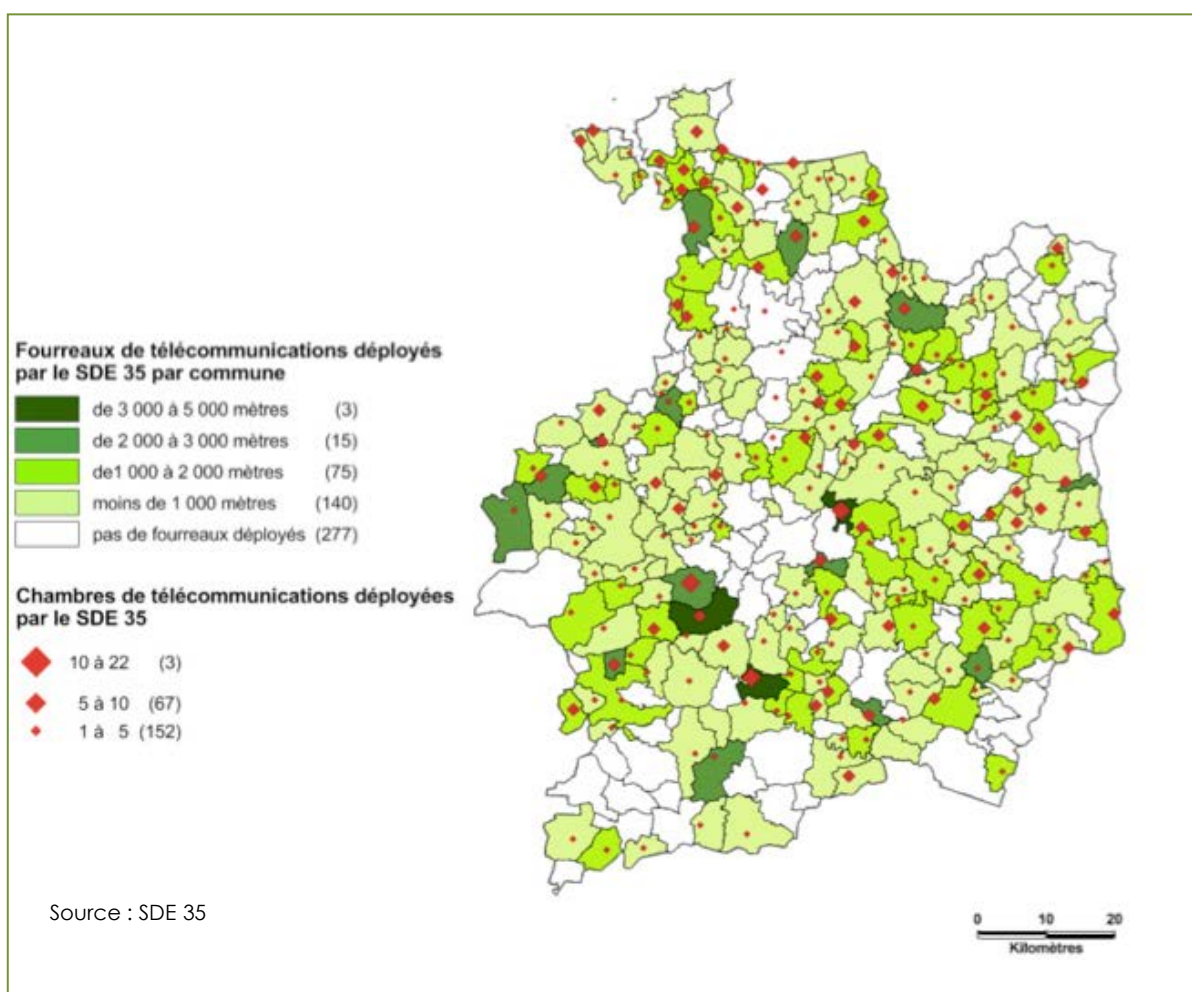 Fourreaux de télécommunications déployés
par le SDE 35 par commune
de 3 000 à 5 000 mètres (3)
de 2 000 à 3 000 mètres (15)
de1 000 à 2 000 mètres (75)
moins de 1 000 mètres (140)
pas de fourreaux déployés (277)
Chambres de télécommunications déployées
par le SDE 35
10 à 22 (3)
5 à 10 (67)
1 à 5 (152)
Source : SDE 35
0 10 20
Kilomètres